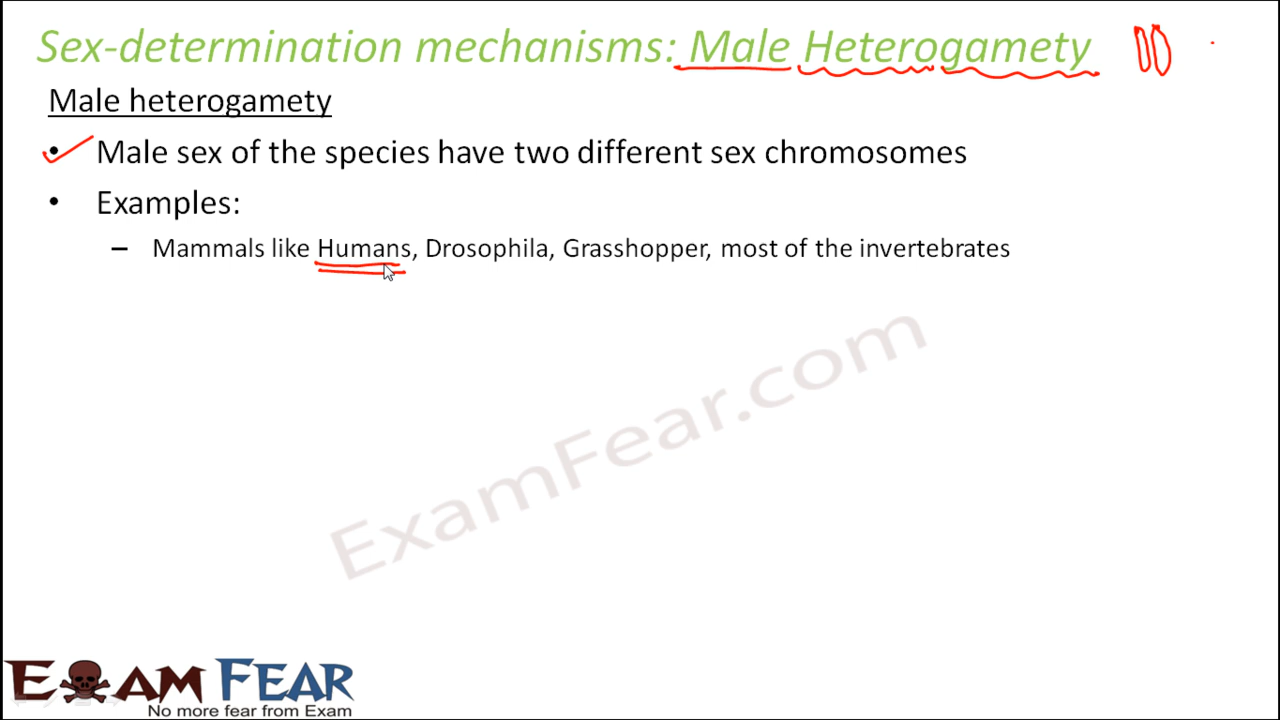 Sex-determination mechanisms: Male Heterogamety
Male heterogamety
• Male sex of the species have two different sex chromosomes
• Examples:
– Mammals like Humans, Drosophila, Grasshopper, most of the invertebrates
ExamFear.com
EXAM FEAR
No more fear from Exam